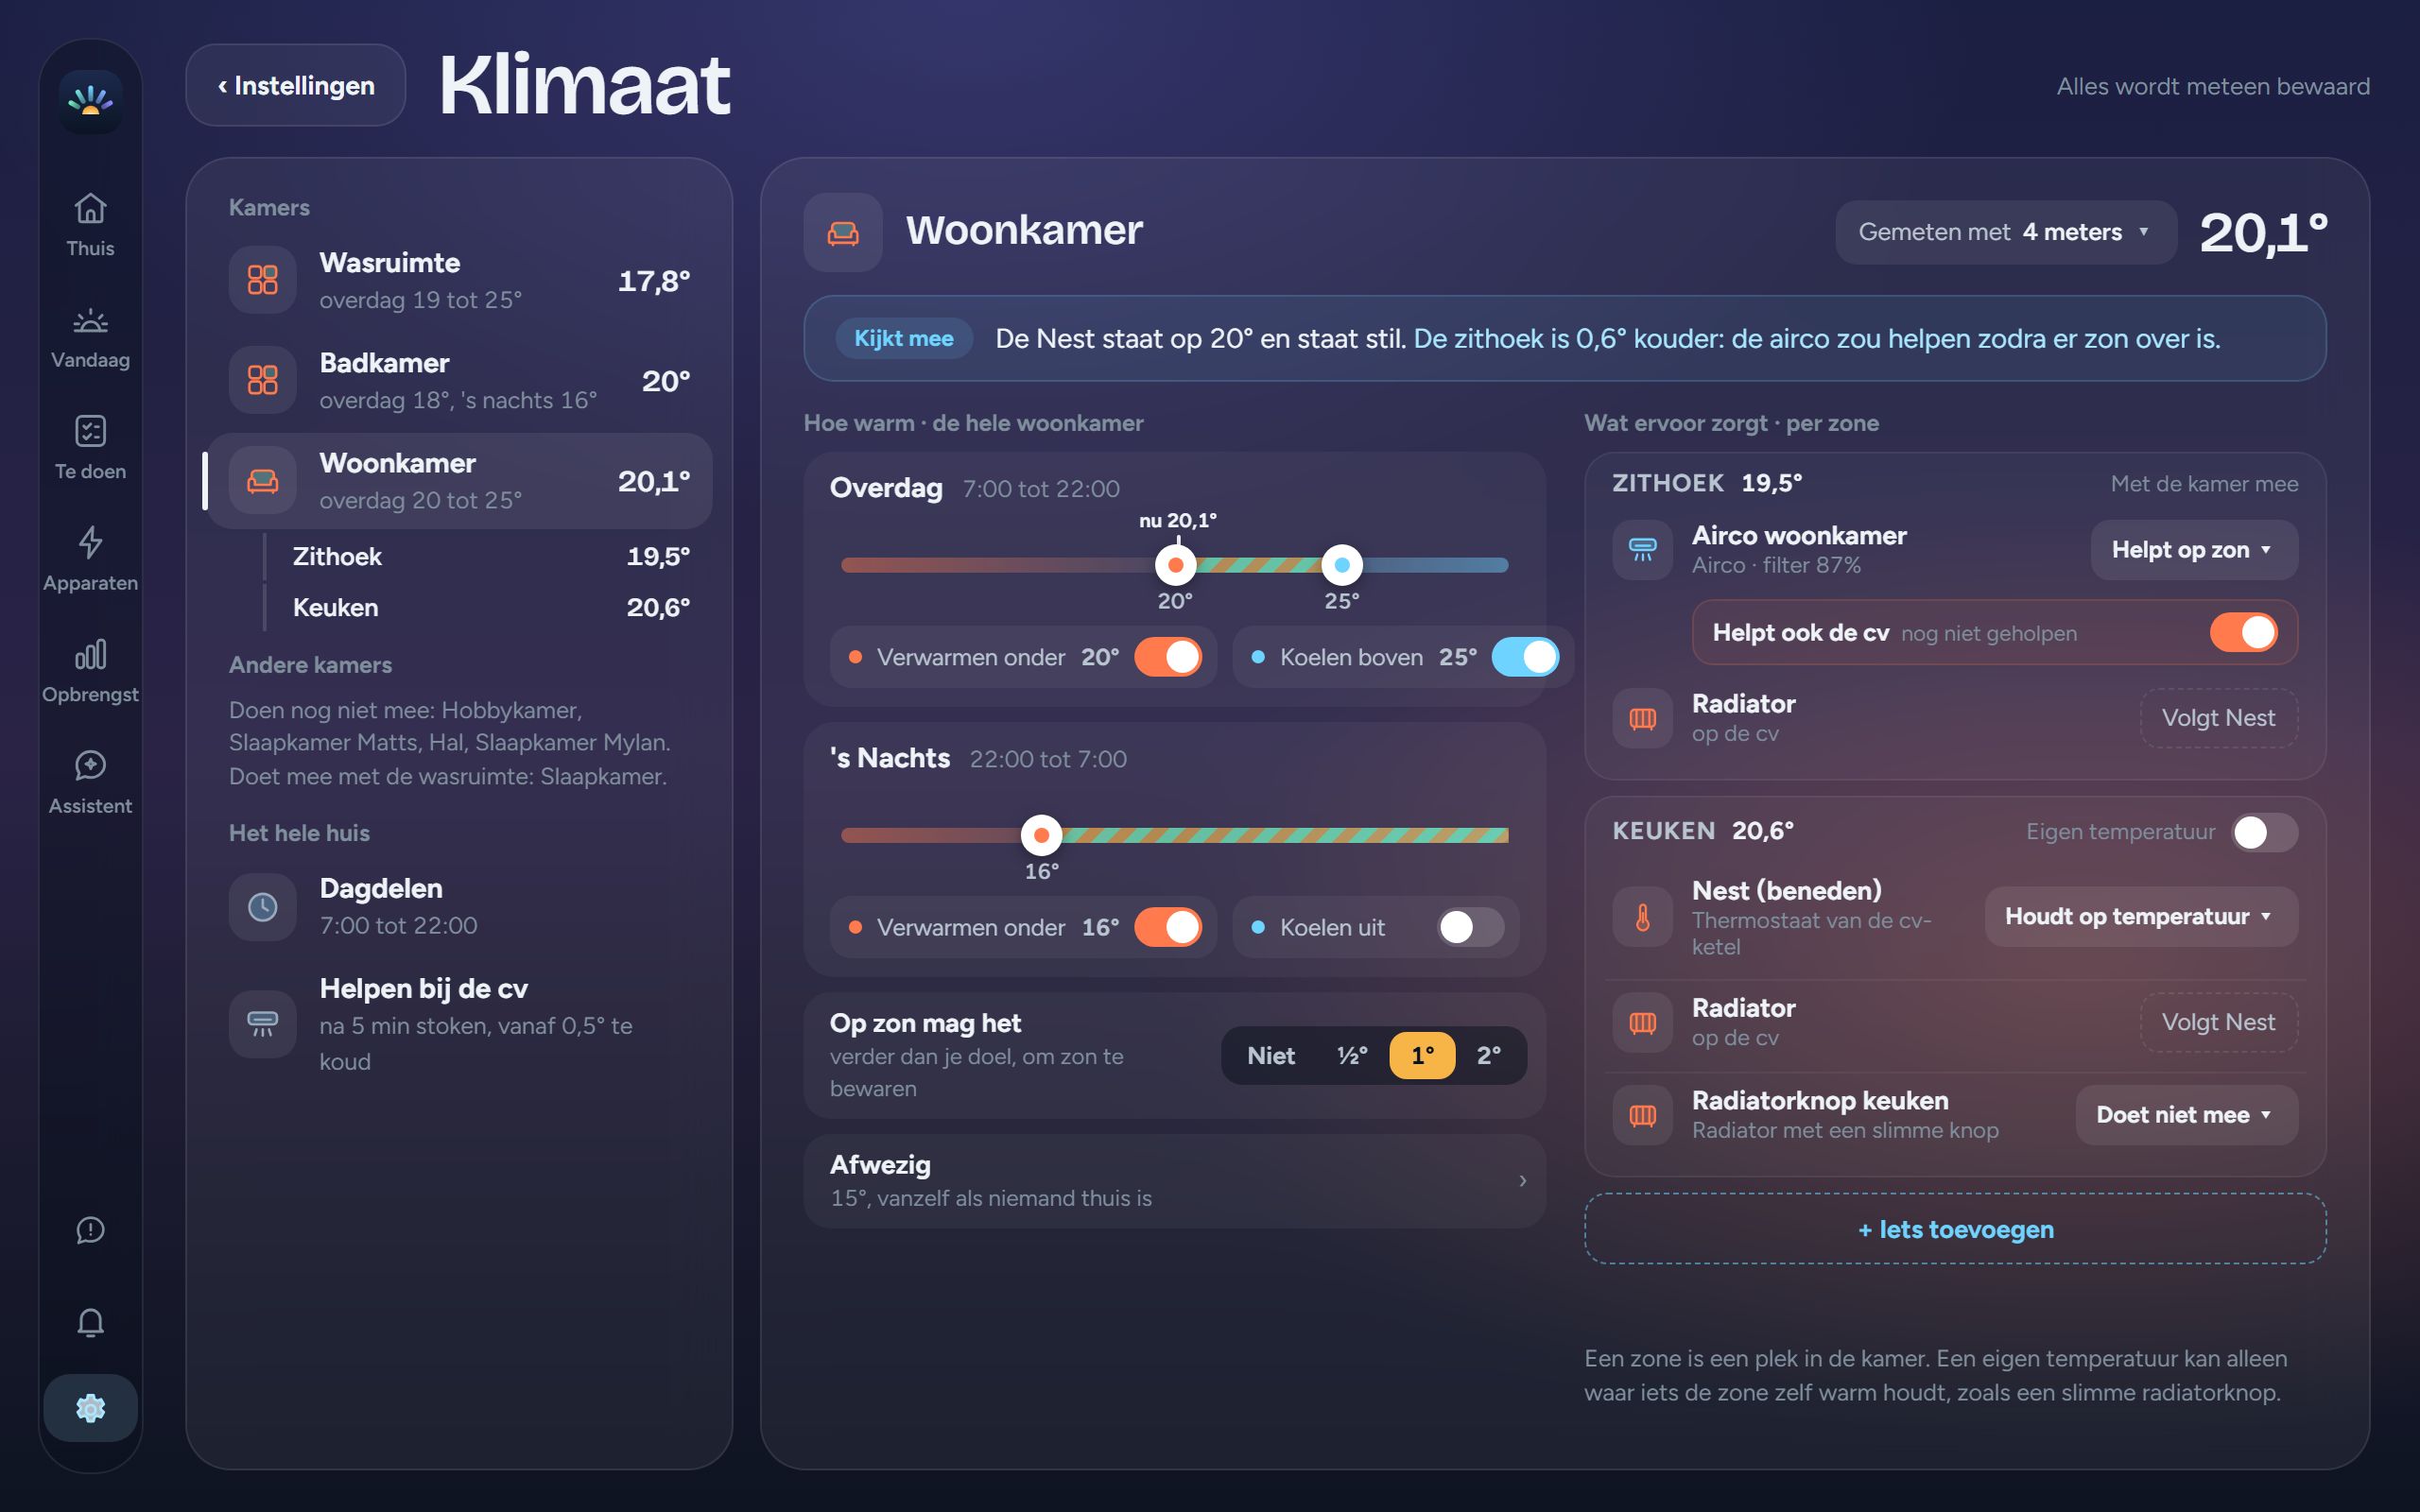 ‹ Instellingen
Klimaat
Alles wordt meteen bewaard
Thuis
Vandaag
Te doen
Apparaten
Opbrengst
Assistent
Kamers
Wasruimte
overdag 19 tot 25°
17,8°
Badkamer
overdag 18°, 's nachts 16°
20°
Woonkamer
overdag 20 tot 25°
20,1°
Zithoek
19,5°
Keuken
20,6°
Andere kamers
Doen nog niet mee: Hobbykamer,
Slaapkamer Matts, Hal, Slaapkamer Mylan.
Doet mee met de wasruimte: Slaapkamer.
Het hele huis
Dagdelen
7:00 tot 22:00
Helpen bij de cv
na 5 min stoken, vanaf 0,5° te
koud
Woonkamer
Gemeten met 4 meters ▾
20,1°
Kijkt mee
De Nest staat op 20° en staat stil. De zithoek is 0,6° kouder: de airco zou helpen zodra er zon over is.
Hoe warm · de hele woonkamer
Overdag 7:00 tot 22:00
nu 20,1°
20°
25°
Verwarmen onder 20°
Koelen boven 25°
's Nachts 22:00 tot 7:00
16°
Verwarmen onder 16°
Koelen uit
Op zon mag het
verder dan je doel, om zon te
bewaren
Niet ½° 1° 2°
Afwezig
15°, vanzelf als niemand thuis is
›
Wat ervoor zorgt · per zone
ZITHOEK 19,5°
Met de kamer mee
Airco woonkamer
Airco · filter 87%
Helpt op zon ▾
Helpt ook de cv nog niet geholpen
Radiator
op de cv
Volgt Nest
KEUKEN 20,6°
Eigen temperatuur
Nest (beneden)
Thermostaat van de cv-
ketel
Houdt op temperatuur ▾
Radiator
op de cv
Volgt Nest
Radiatorknop keuken
Radiator met een slimme knop
Doet niet mee ▾
+ Iets toevoegen
Een zone is een plek in de kamer. Een eigen temperatuur kan alleen
waar iets de zone zelf warm houdt, zoals een slimme radiatorknop.